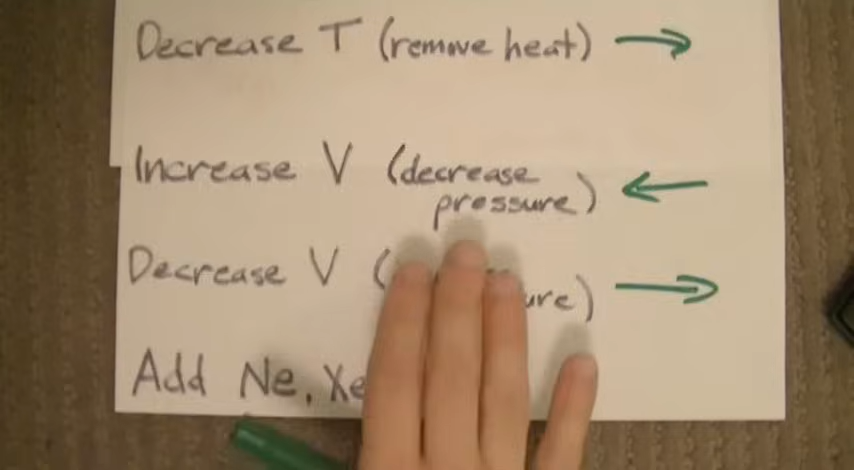 Decrease T (remove heat) →
Increase V (decrease
pressure) ←
Decrease V (
ure) →
Add Ne, Xe